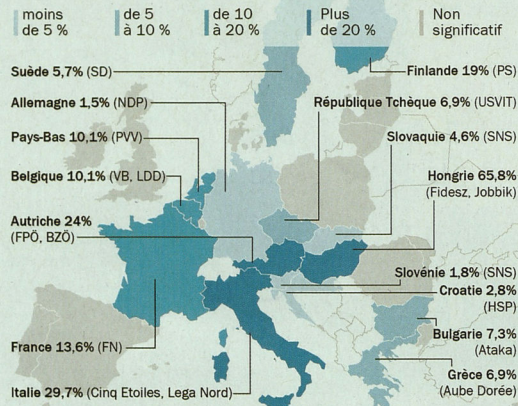 moins
de 5 %
de 5
à 10 %
de 10
à 20 %
Plus
de 20 %
Non
significatif
Suède 5,7% (SD)
Finlande 19% (PS)
Allemagne 1,5% (NDP)
République Tchèque 6,9% (USVIT)
Pays-Bas 10,1% (PVV)
Slovaquie 4,6% (SNS)
Belgique 10,1% (VB, LDD)
Hongrie 65,8%
(Fidesz, Jobbik)
Autriche 24%
(FPÖ, BZÖ)
Slovénie 1,8% (SNS)
Croatie 2,8%
(HSP)
Bulgarie 7,3%
(Ataka)
France 13,6% (FN)
Grèce 6,9%
(Aube Dorée)
Italie 29,7% (Cinq Etoiles, Lega Nord)